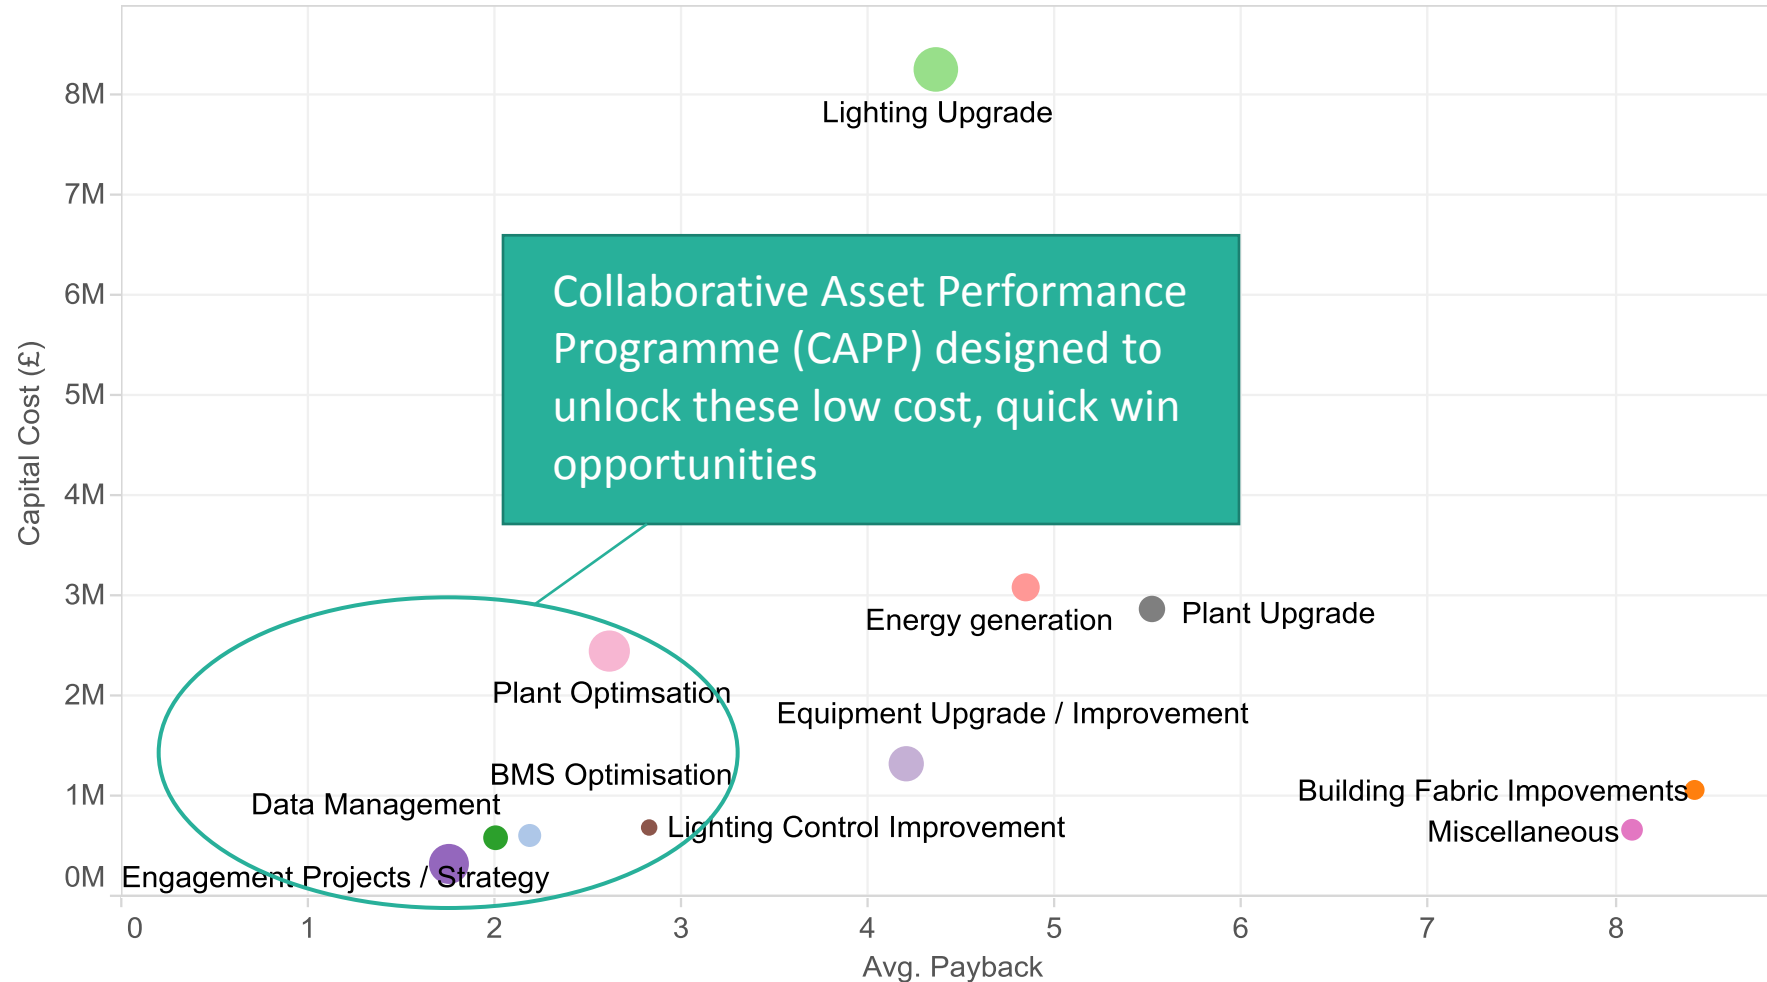 8M
7M
6M
5M
4M
3M
2M
1M
0M
Capital Cost (£)
Lighting Upgrade
Collaborative Asset Performance
Programme (CAPP) designed to
unlock these low cost, quick win
opportunities
Energy generation
Plant Upgrade
Plant Optimsation
Equipment Upgrade / Improvement
BMS Optimisation
Data Management
Building Fabric Impovements
Lighting Control Improvement
Miscellaneous
Engagement Projects / Strategy
0 1 2 3 4 5 6 7 8
Avg. Payback